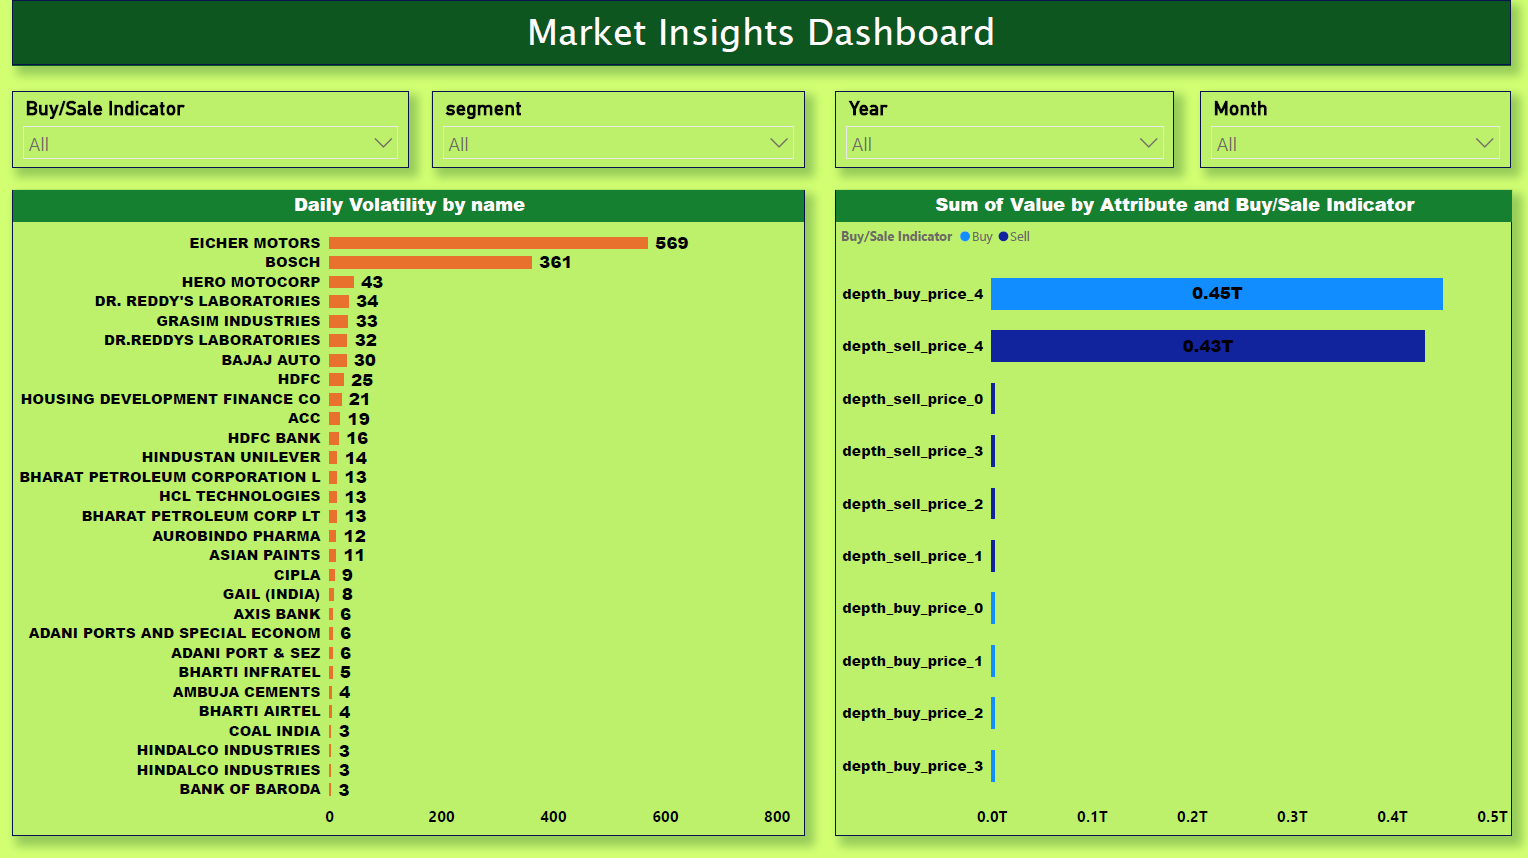 Market Insights Dashboard
Buy/Sale Indicator
All
segment
All
Year
All
Month
All
Daily Volatility by name
EICHER MOTORS 569
BOSCH 361
HERO MOTOCORP 43
DR. REDDY'S LABORATORIES 34
GRASIM INDUSTRIES 33
DR.REDDYS LABORATORIES 32
BAJAJ AUTO 30
HDFC 25
HOUSING DEVELOPMENT FINANCE CO 21
ACC 19
HDFC BANK 16
HINDUSTAN UNILEVER 14
BHARAT PETROLEUM CORPORATION L 13
HCL TECHNOLOGIES 13
BHARAT PETROLEUM CORP LT 13
AUROBINDO PHARMA 12
ASIAN PAINTS 11
CIPLA 9
GAIL (INDIA) 8
AXIS BANK 6
ADANI PORTS AND SPECIAL ECONOM 6
ADANI PORT & SEZ 6
BHARTI INFRATEL 5
AMBUJA CEMENTS 4
BHARTI AIRTEL 4
COAL INDIA 3
HINDALCO INDUSTRIES 3
HINDALCO INDUSTRIES 3
BANK OF BARODA 3
0 200 400 600 800
Sum of Value by Attribute and Buy/Sale Indicator
Buy/Sale Indicator Buy Sell
depth_buy_price_4 0.45T
depth_sell_price_4 0.43T
depth_sell_price_0
depth_sell_price_3
depth_sell_price_2
depth_sell_price_1
depth_buy_price_0
depth_buy_price_1
depth_buy_price_2
depth_buy_price_3
0.0T 0.1T 0.2T 0.3T 0.4T 0.5T